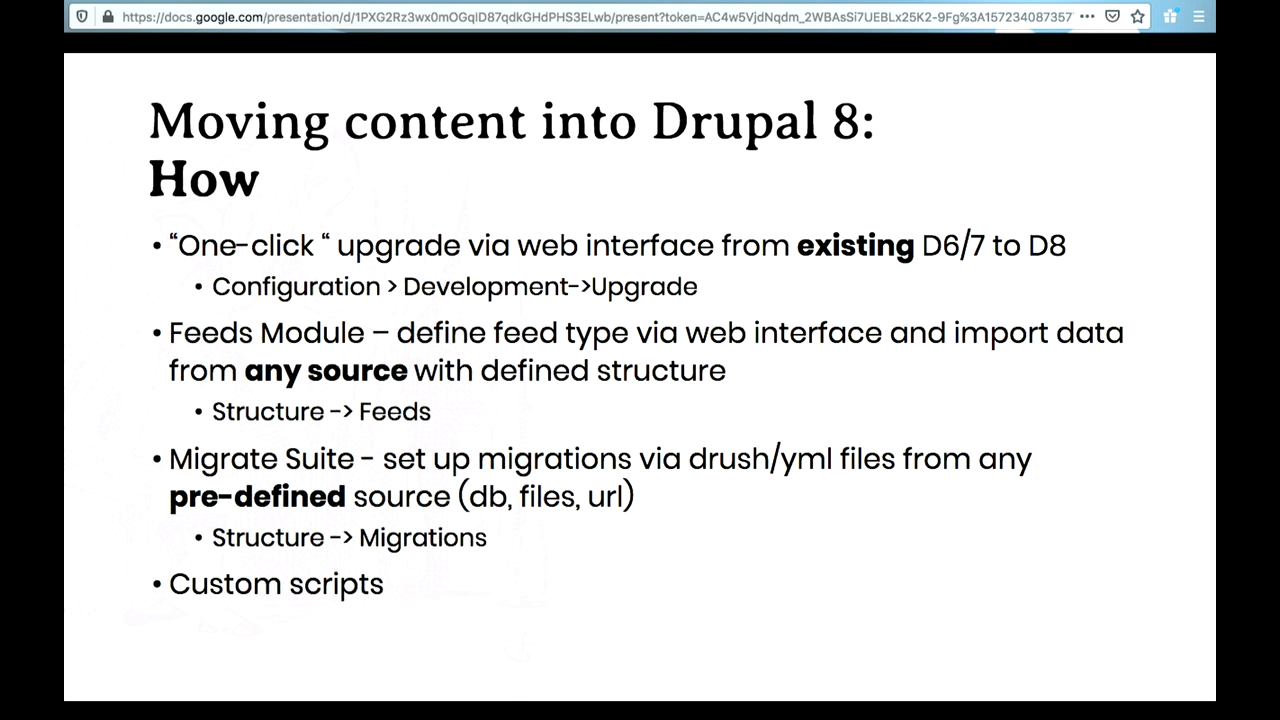 https://docs.google.com/presentation/d/1PXG2Rz3wx0mOGqlD87qdkGHdPHS3ELwb/present?token=AC4w5VjdNqdm_2WBAsSi7UEBLx25K2-9Fg%3A157234087357
Moving content into Drupal 8:
How
• “One-click “ upgrade via web interface from existing D6/7 to D8
• Configuration > Development->Upgrade
• Feeds Module – define feed type via web interface and import data
from any source with defined structure
• Structure -> Feeds
• Migrate Suite - set up migrations via drush/yml files from any
pre-defined source (db, files, url)
• Structure -> Migrations
• Custom scripts